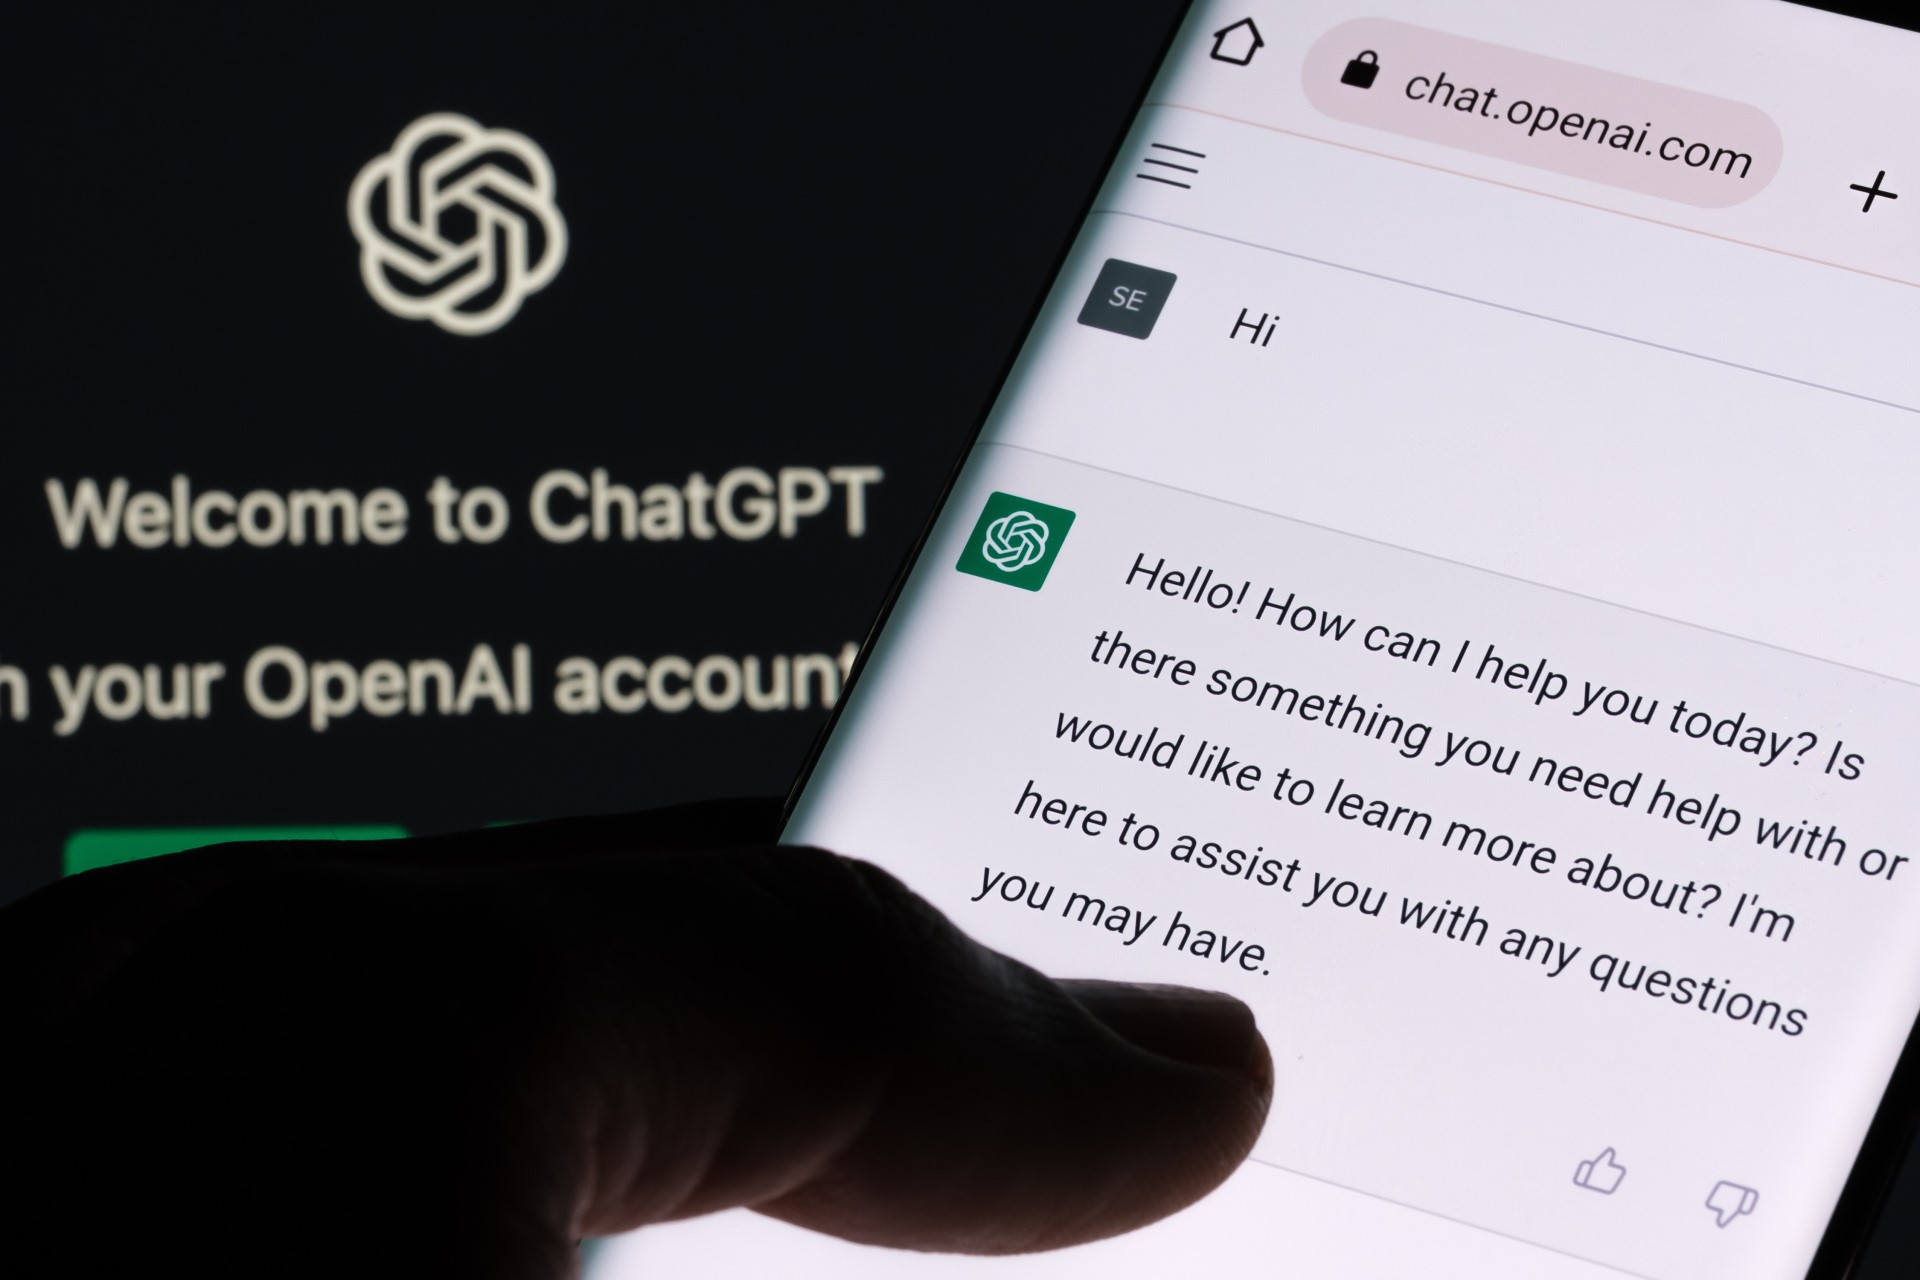 Welcome to ChatGPT
your OpenAI account
chat.openai.com
SE
Hi
Hello! How can I help you today? Is
there something you need help with or
would like to learn more about? I'm
here to assist you with any questions
you may have.